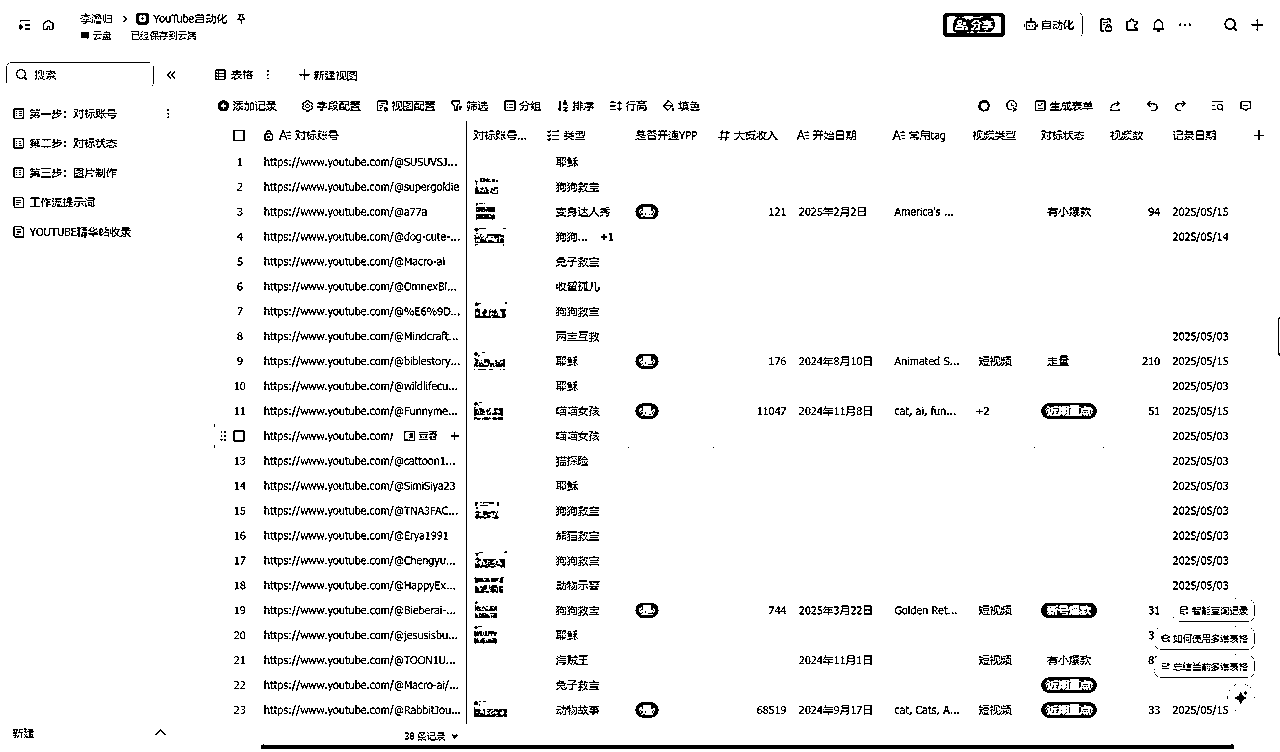 李溍归 > YouTube自动化
云盘 已经保存到云端
分享 自动化
搜索
表格 新建视图
添加记录 字段配置 视图配置 筛选 分组 排序 行高 填色 生成表单
第一步：对标账号
第二步：对标状态
第三步：图片制作
工作流提示词
YOUTUBE精华帖收录
对标账号 对标账号... 类型 是否开通YPP 大概收入 开始日期 常用tag 视频类型 对标状态 视频数 记录日期
1 https://www.youtube.com/@SUSUVSJ... 耶稣
2 https://www.youtube.com/@supergoldie 狗狗救宝
3 https://www.youtube.com/@a77a 变身达人秀 是 121 2025年2月2日 America's ... 有小爆款 94 2025/05/15
4 https://www.youtube.com/@dog-cute-... 狗狗... +1 2025/05/14
5 https://www.youtube.com/@Macro-ai 兔子救宝
6 https://www.youtube.com/@OmnexBl... 收留孤儿
7 https://www.youtube.com/@%E6%9D... 狗狗救宝
8 https://www.youtube.com/@Mindcraft... 两宝互救 2025/05/03
9 https://www.youtube.com/@biblestory... 耶稣 是 176 2024年8月10日 Animated S... 短视频 走量 210 2025/05/15
10 https://www.youtube.com/@wildlifecu... 耶稣 2025/05/03
11 https://www.youtube.com/@Funnyme... 喵喵女孩 是 11047 2024年11月8日 cat, ai, fun... +2 近期重点 51 2025/05/15
https://www.youtube.com/ 查看 喵喵女孩 2025/05/03
13 https://www.youtube.com/@cattoon1... 猫探险 2025/05/03
14 https://www.youtube.com/@SimiSiya23 耶稣 2025/05/03
15 https://www.youtube.com/@TNA3FAC... 狗狗救宝 2025/05/03
16 https://www.youtube.com/@Erya1991 熊猫救宝 2025/05/03
17 https://www.youtube.com/@Chengyu... 狗狗救宝 2025/05/03
18 https://www.youtube.com/@HappyEx... 动物示爱 2025/05/03
19 https://www.youtube.com/@Bieberai-... 狗狗救宝 是 744 2025年3月22日 Golden Ret... 短视频 新号爆款 31
20 https://www.youtube.com/@jesusisbu... 耶稣 3
21 https://www.youtube.com/@TOON1U... 海贼王 2024年11月1日 短视频 有小爆款 8
22 https://www.youtube.com/@Macro-ai/... 兔子救宝 近期重点
23 https://www.youtube.com/@RabbitJou... 动物故事 是 68519 2024年9月17日 cat, Cats, A... 短视频 近期重点 33 2025/05/15
智能查询记录
如何使用多维表格
总结当前多维表格
新建 38 条记录